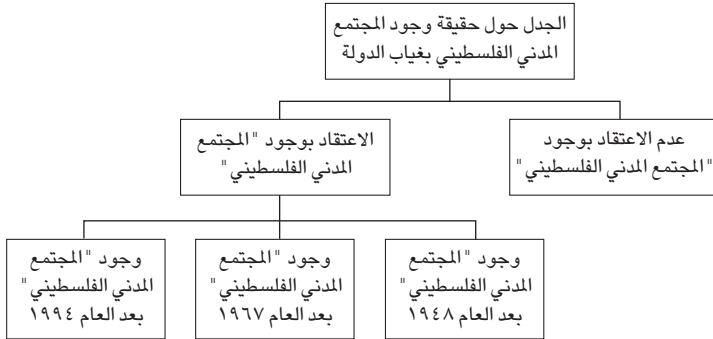 الجدل حول حقيقة وجود المجتمع
المدني الفلسطيني بغياب الدولة
عدم الاعتقاد بوجود
"المجتمع المدني الفلسطيني"
الاعتقاد بوجود "المجتمع
المدني الفلسطيني"
وجود "المجتمع
المدني الفلسطيني"
بعد العام ١٩٤٨
وجود "المجتمع
المدني الفلسطيني"
بعد العام ١٩٦٧
وجود "المجتمع
المدني الفلسطيني"
بعد العام ١٩٩٤